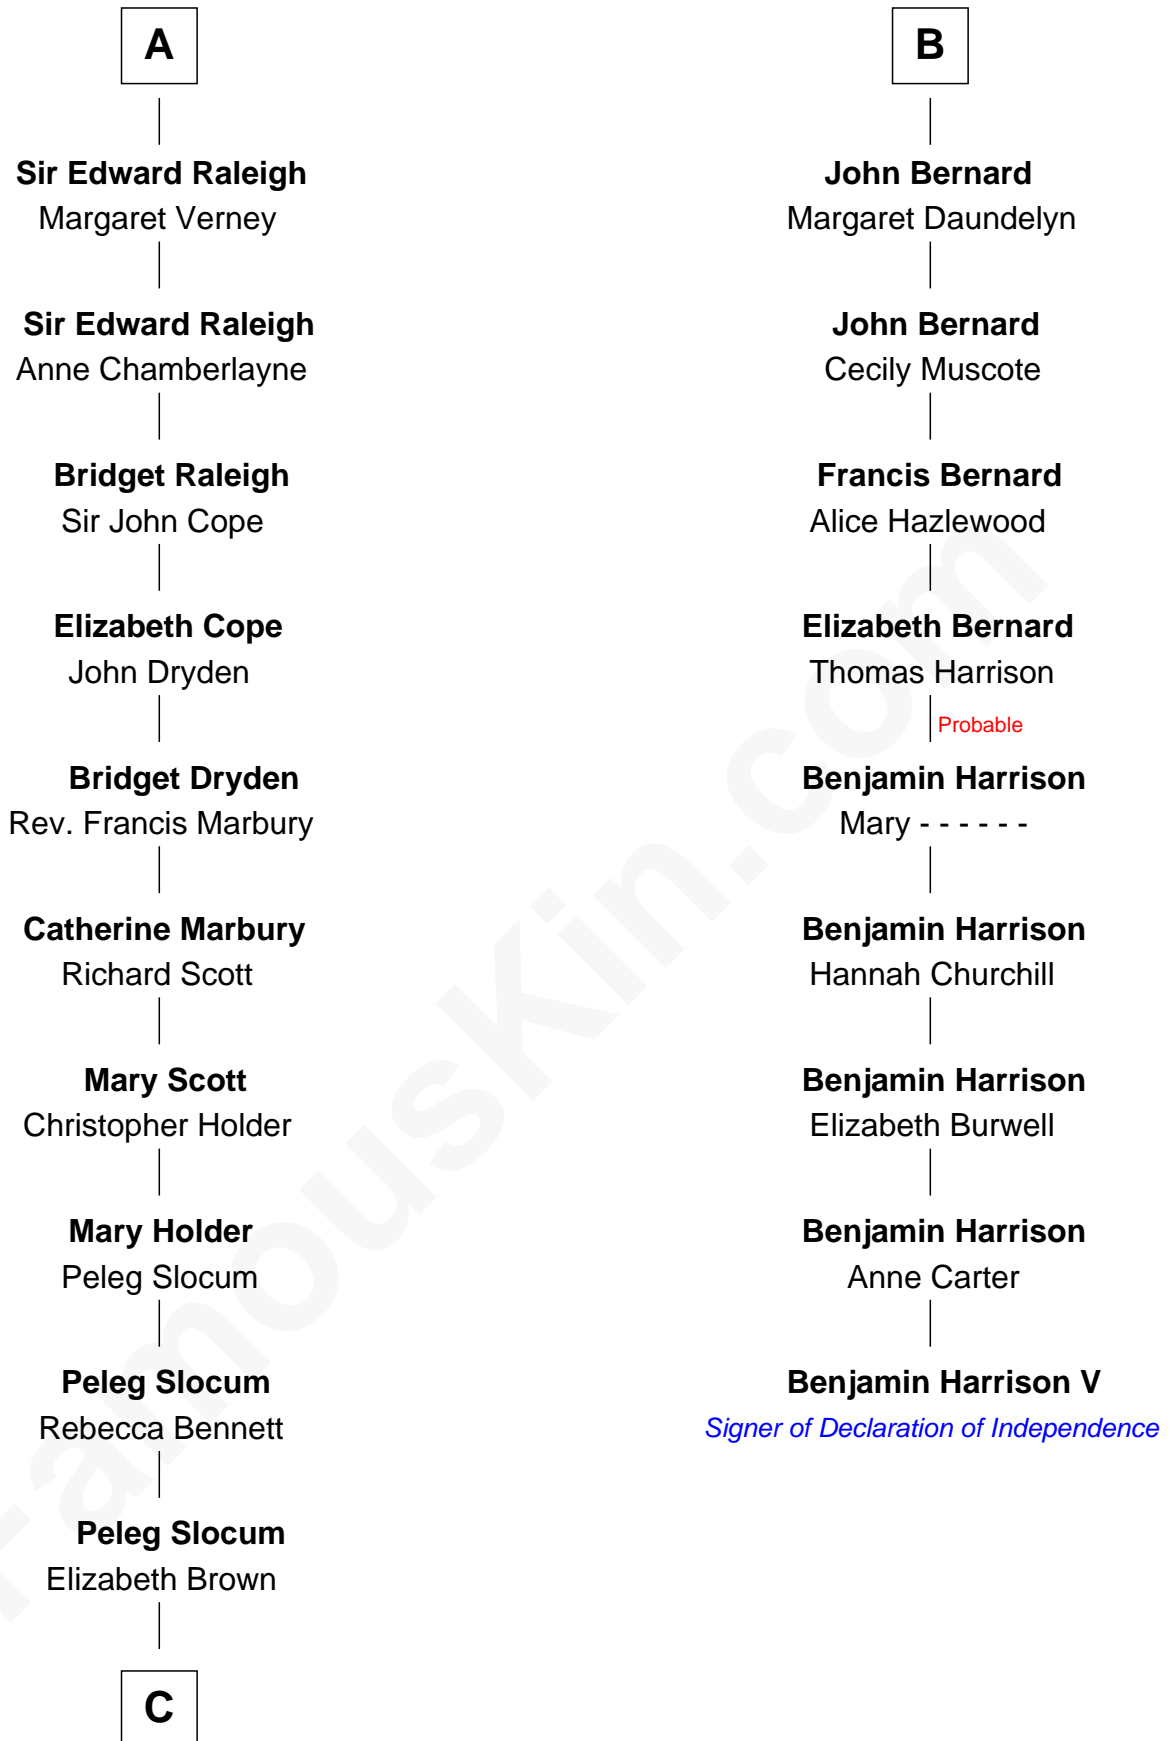 A
Sir Edward Raleigh
Margaret Verney
Sir Edward Raleigh
Anne Chamberlayne
Bridget Raleigh
Sir John Cope
Elizabeth Cope
John Dryden
Bridget Dryden
Rev. Francis Marbury
Catherine Marbury
Richard Scott
Mary Scott
Christopher Holder
Mary Holder
Peleg Slocum
Peleg Slocum
Rebecca Bennett
Peleg Slocum
Elizabeth Brown
C
B
John Bernard
Margaret Daundelyn
John Bernard
Cecily Muscote
Francis Bernard
Alice Hazlewood
Elizabeth Bernard
Thomas Harrison
Probable
Benjamin Harrison
Mary - - - - - -
Benjamin Harrison
Hannah Churchill
Benjamin Harrison
Elizabeth Burwell
Benjamin Harrison
Anne Carter
Benjamin Harrison V
Signer of Declaration of Independence
FamousKin.com